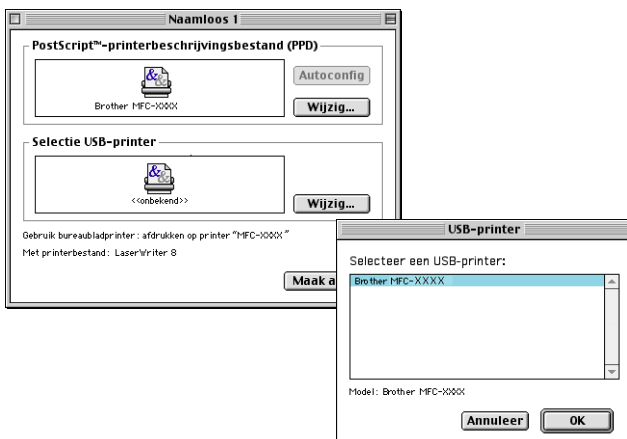 Naamloos 1
PostScript™-printerbeschrijvingsbestand (PPD)
Brother MFC-XXXX
Autoconfig
Wijzig...
Selectie USB-printer
<<onbekend>>
Wijzig...
Gebruik bureaubladprinter: afdrukken op printer "MFC-XXXX"
Met printerbestand: LaserWriter 8
Maak a
USB-printer
Selecteer een USB-printer:
Brother MFC-XXXX
Model: Brother MFC-XXXX
Annuleer
OK